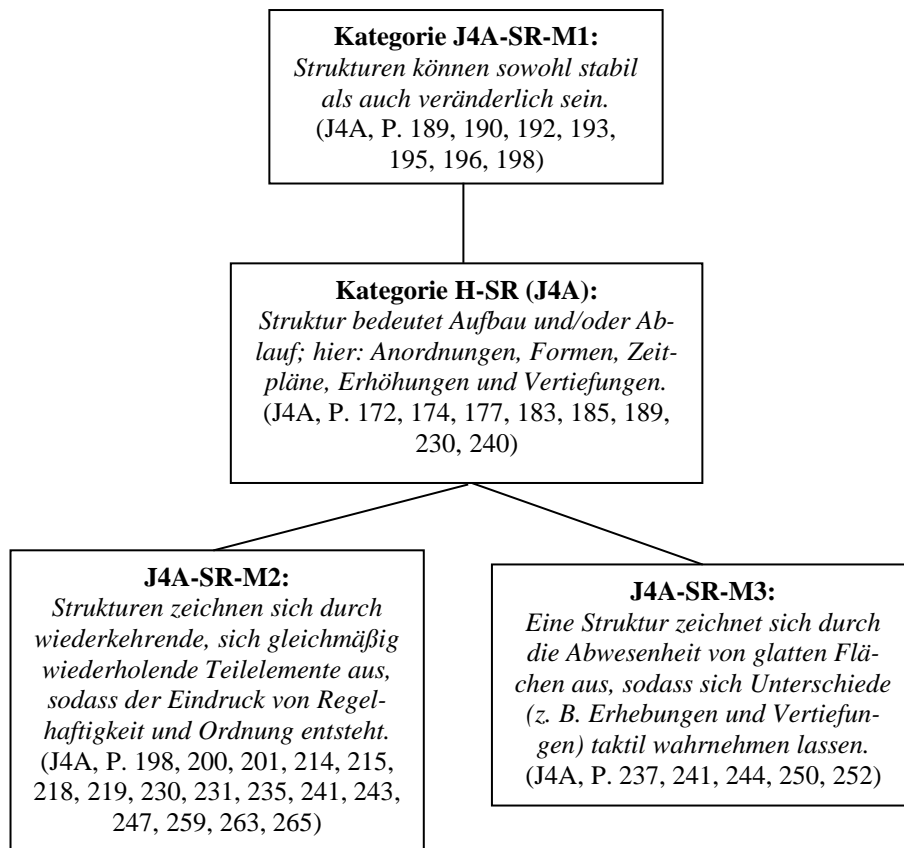 Kategorie J4A-SR-M1:
Strukturen können sowohl stabil
als auch veränderlich sein.
(J4A, P. 189, 190, 192, 193,
195, 196, 198)
Kategorie H-SR (J4A):
Struktur bedeutet Aufbau und/oder Ab-
lauf; hier: Anordnungen, Formen, Zeit-
pläne, Erhöhungen und Vertiefungen.
(J4A, P. 172, 174, 177, 183, 185, 189,
230, 240)
J4A-SR-M2:
Strukturen zeichnen sich durch
wiederkehrende, sich gleichmäßig
wiederholende Teilelemente aus,
sodass der Eindruck von Regel-
haftigkeit und Ordnung entsteht.
(J4A, P. 198, 200, 201, 214, 215,
218, 219, 230, 231, 235, 241, 243,
247, 259, 263, 265)
J4A-SR-M3:
Eine Struktur zeichnet sich durch
die Abwesenheit von glatten Flä-
chen aus, sodass sich Unterschiede
(z. B. Erhebungen und Vertiefun-
gen) taktil wahrnehmen lassen.
(J4A, P. 237, 241, 244, 250, 252)